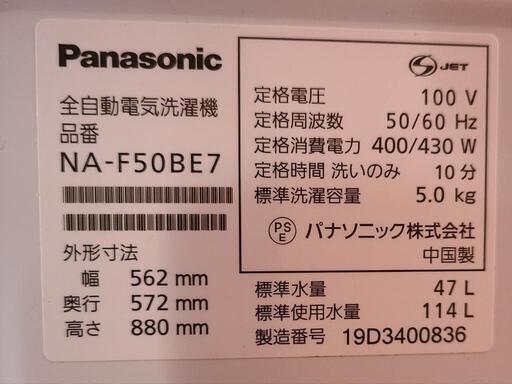 Panasonic
全自動電気洗濯機
品番
NA-F50BE7
外形寸法
幅 562 mm
奥行 572 mm
高さ 880 mm
S JET
定格電圧 100 V
定格周波数 50/60 Hz
定格消費電力 400/430 W
定格時間 洗いのみ 10 分
標準洗濯容量 5.0 kg
PS E パナソニック株式会社
中国製
標準水量 47 L
標準使用水量 114 L
製造番号 19D3400836